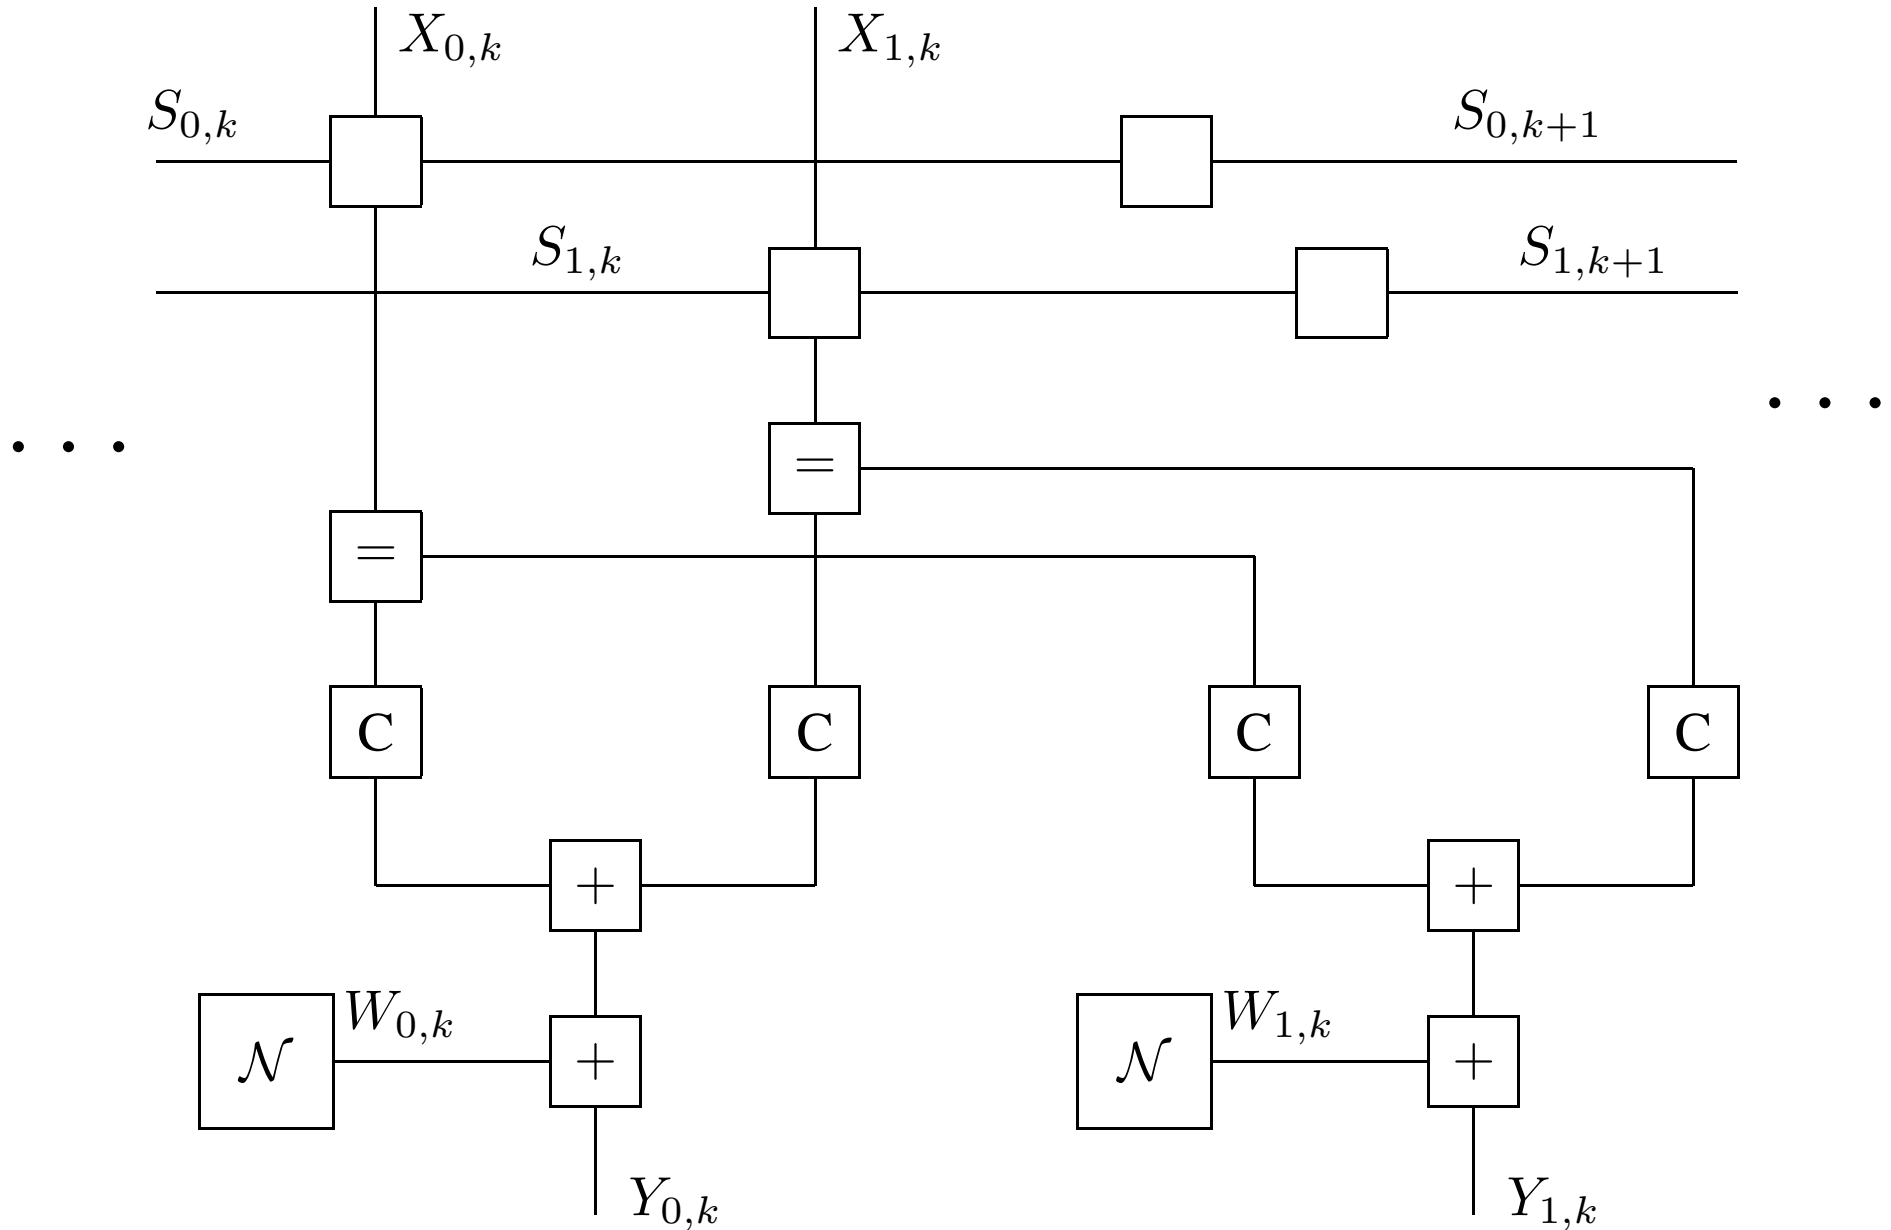 X_{0,k} X_{1,k}
S_{0,k} S_{0,k+1}
S_{1,k} S_{1,k+1}
. . .
. . .
=
=
C C C C
+ +
W_{0,k} W_{1,k}
𝒩 + 𝒩 +
Y_{0,k} Y_{1,k}